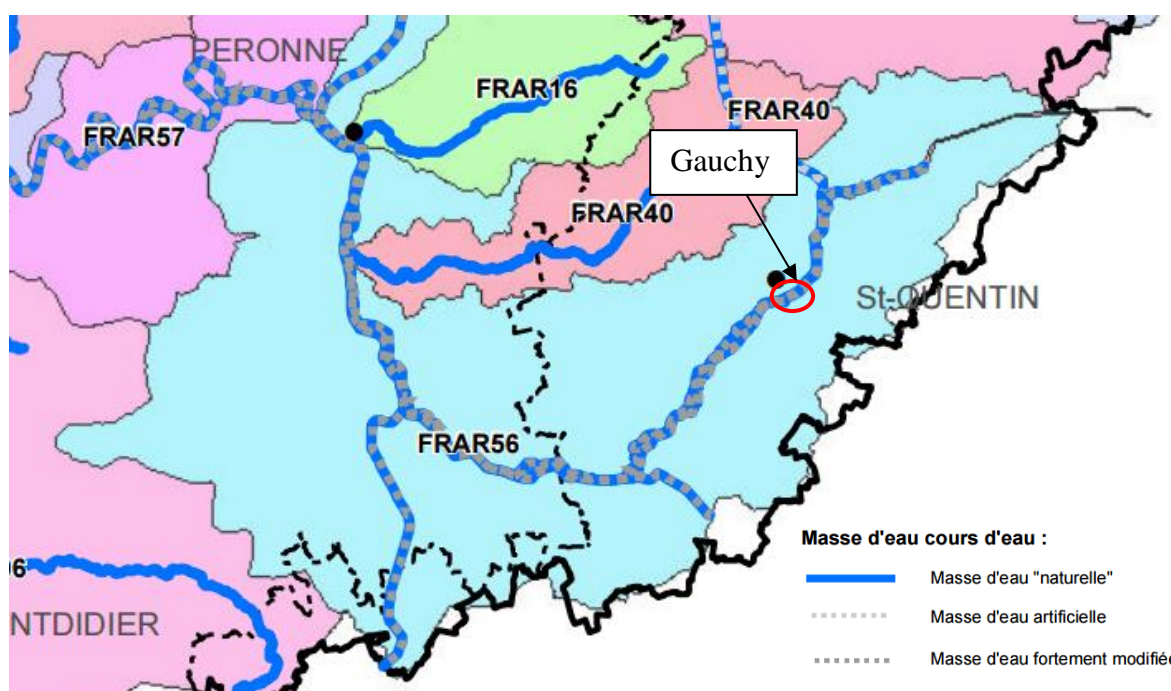 PERONNE
FRAR16
FRAR57
FRAR40
Gauchy
FRAR40
St-QUENTIN
FRAR56
Masse d'eau cours d'eau :
Masse d'eau "naturelle"
Masse d'eau artificielle
Masse d'eau fortement modifiée
6
NTDIDIER